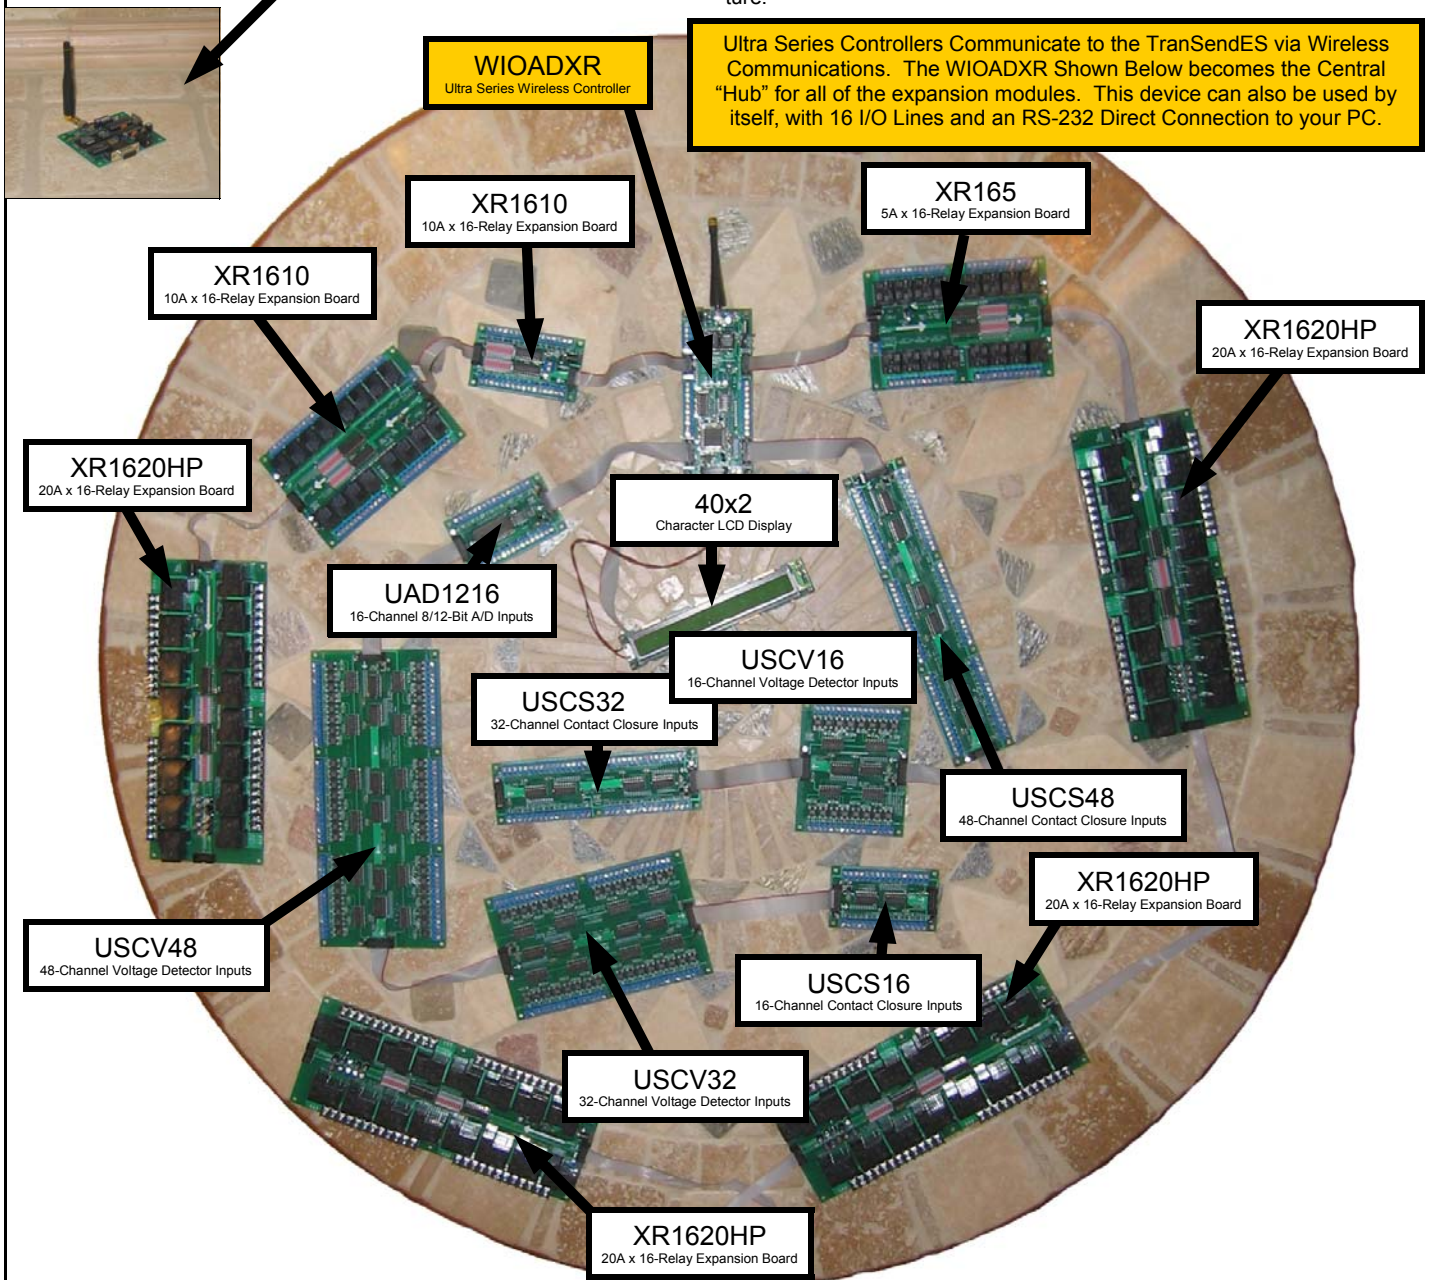 ture.
Ultra Series Controllers Communicate to the TranSendES via Wireless
Communications.  The WIOADXR Shown Below becomes the Central
“Hub” for all of the expansion modules.  This device can also be used by
itself, with 16 I/O Lines and an RS-232 Direct Connection to your PC.
WIOADXR
Ultra Series Wireless Controller
XR1610
10A x 16-Relay Expansion Board
XR165
5A x 16-Relay Expansion Board
XR1610
10A x 16-Relay Expansion Board
XR1620HP
20A x 16-Relay Expansion Board
XR1620HP
20A x 16-Relay Expansion Board
40x2
Character LCD Display
UAD1216
16-Channel 8/12-Bit A/D Inputs
USCV16
16-Channel Voltage Detector Inputs
USCS32
32-Channel Contact Closure Inputs
USCS48
48-Channel Contact Closure Inputs
XR1620HP
20A x 16-Relay Expansion Board
USCV48
48-Channel Voltage Detector Inputs
USCS16
16-Channel Contact Closure Inputs
USCV32
32-Channel Voltage Detector Inputs
XR1620HP
20A x 16-Relay Expansion Board